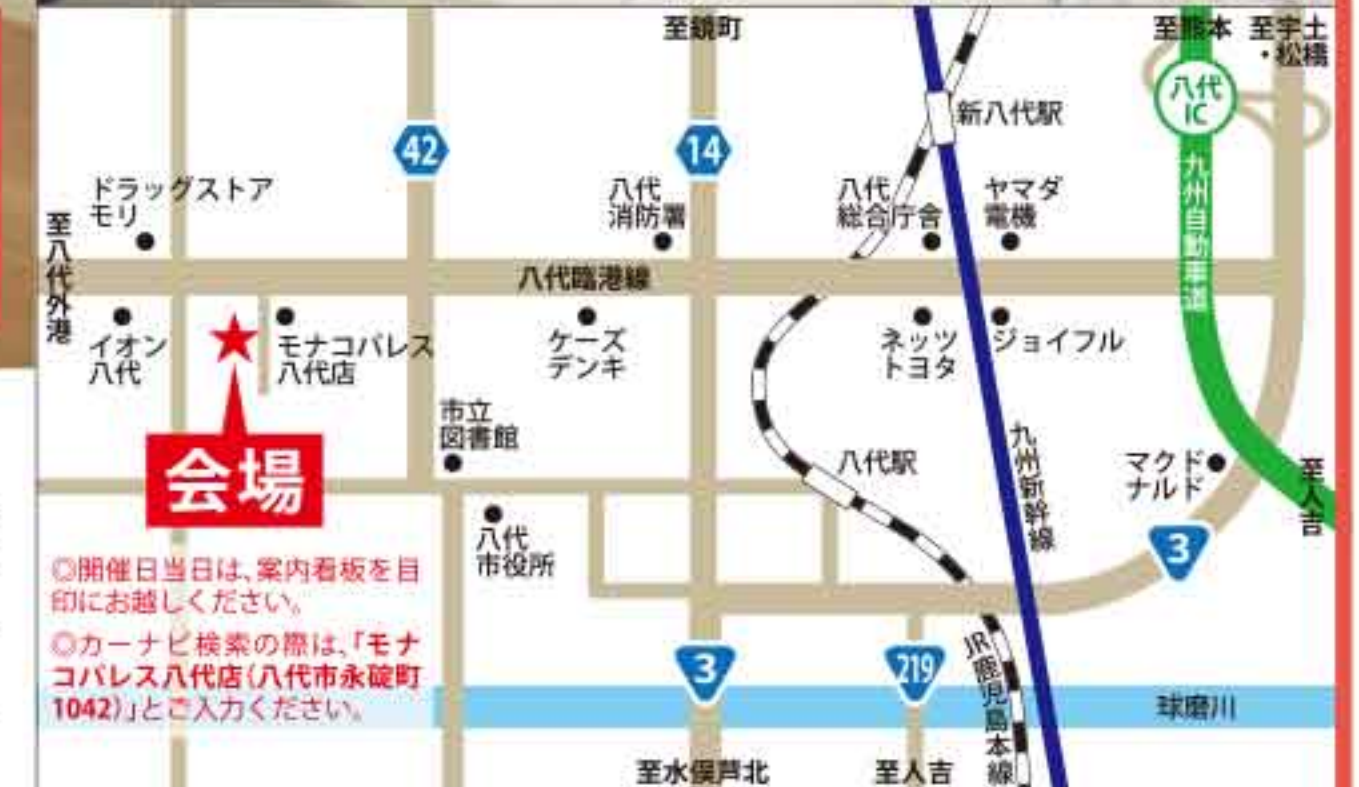 至鏡町
至熊本
至宇土
・松橋
八代
IC
新八代駅
42
14
九州自動車道
ドラッグストア
モリ
八代
消防署
八代
総合庁舎
ヤマダ
電機
至八代外港
八代臨港線
イオン
八代
モナコパレス
八代店
ケーズ
デンキ
ネッツ
トヨタ
ジョイフル
市立
図書館
会場
八代駅
九州新幹線
マクド
ナルド
至人吉
八代
市役所
3
◎開催日当日は、案内看板を目
印にお越しください。
◎カーナビ検索の際は、「モナ
コパレス八代店(八代市永碇町
1042)」とご入力ください。
3
219
JR鹿児島本線
球磨川
至水俣芦北
至人吉